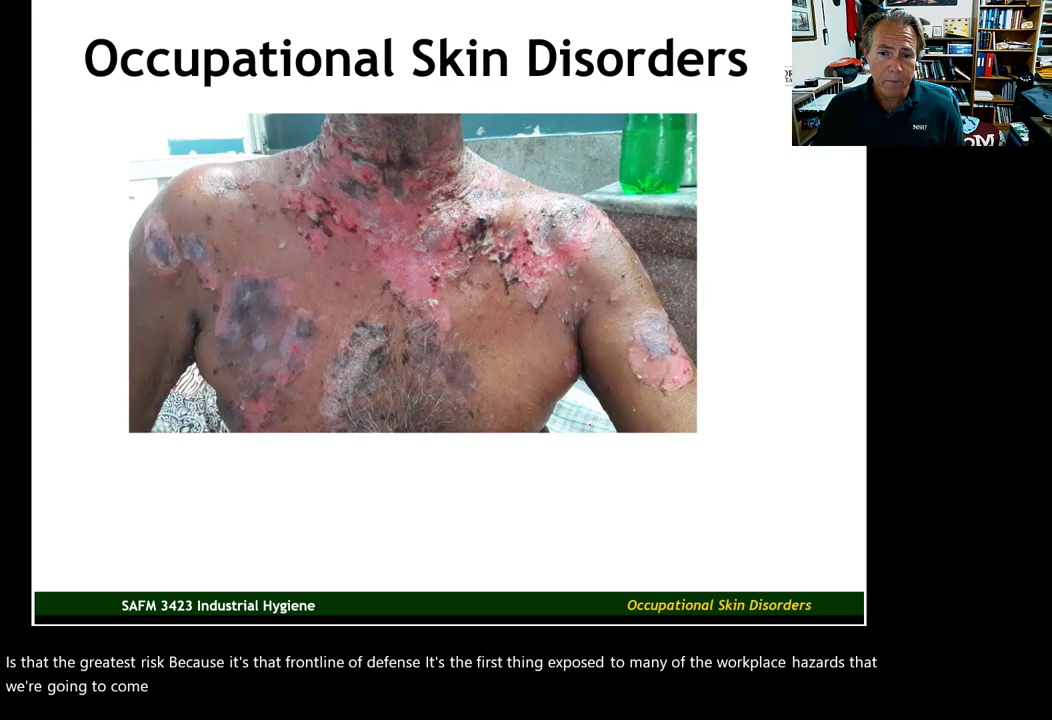 Occupational Skin Disorders
NSU
SAFM 3423 Industrial Hygiene
Occupational Skin Disorders
Is that the greatest risk Because it's that frontline of defense It's the first thing exposed to many of the workplace hazards that
we're going to come